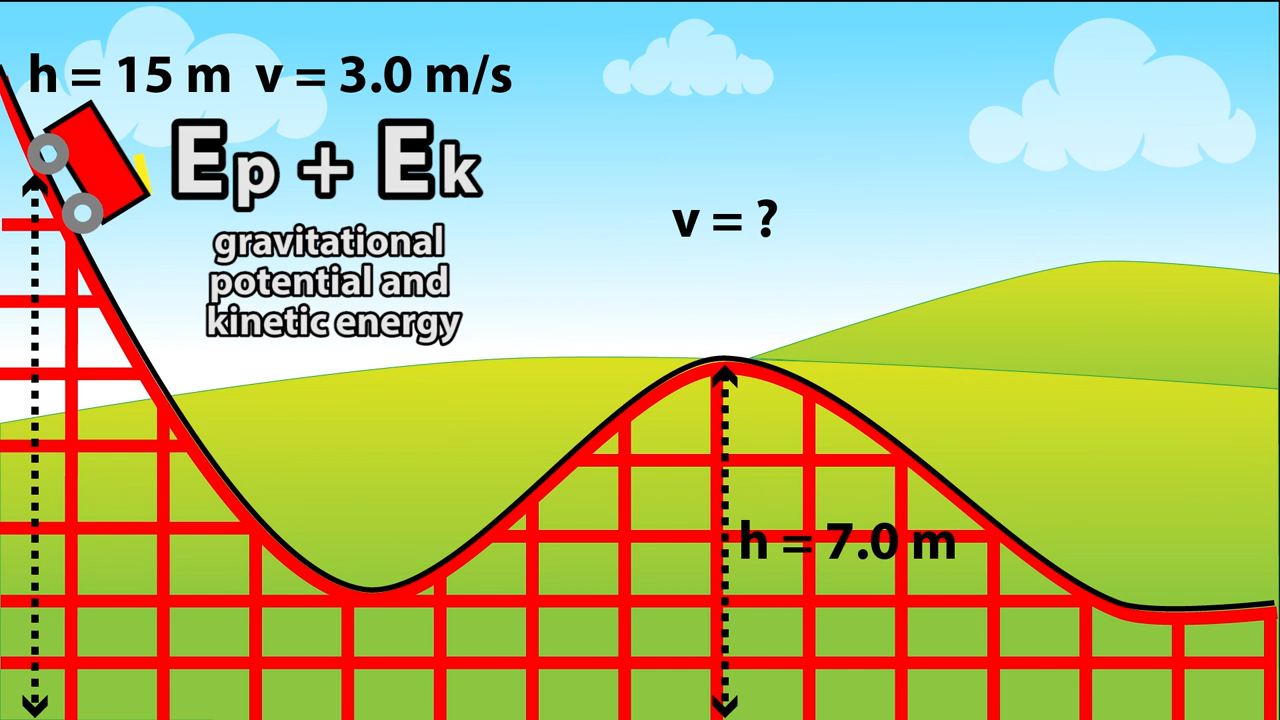 h = 15 m v = 3.0 m/s
Ep + Ek
gravitational
potential and
kinetic energy
v = ?
h = 7.0 m